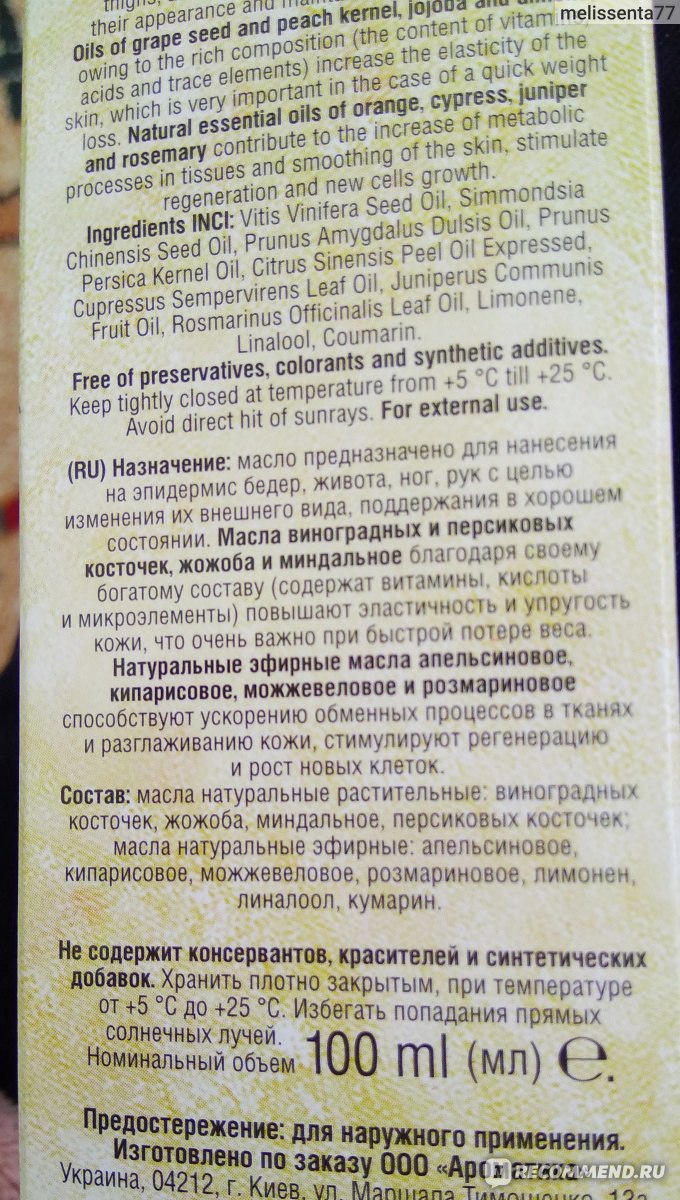 melissenta77
their appearance and
Oils of grape seed and peach kernel, jojoba and
owing to the rich composition (the content of
acids and trace elements) increase the elasticity of the
skin, which is very important in the case of a quick weight
loss. Natural essential oils of orange, cypress, juniper
and rosemary contribute to the increase of metabolic
processes in tissues and smoothing of the skin, stimulate
regeneration and new cells growth.
Ingredients INCI: Vitis Vinifera Seed Oil, Simmondsia
Chinensis Seed Oil, Prunus Amygdalus Dulsis Oil, Prunus
Persica Kernel Oil, Citrus Sinensis Peel Oil Expressed,
Cupressus Sempervirens Leaf Oil, Juniperus Communis
Fruit Oil, Rosmarinus Officinalis Leaf Oil, Limonene,
Linalool, Coumarin.
Free of preservatives, colorants and synthetic additives.
Keep tightly closed at temperature from +5 °C till +25 °C.
Avoid direct hit of sunrays. For external use.
(RU) Назначение: масло предназначено для нанесения
на эпидермис бедер, живота, ног, рук с целью
изменения их внешнего вида, поддержания в хорошем
состоянии. Масла виноградных и персиковых
косточек, жожоба и миндальное благодаря своему
богатому составу (содержат витамины, кислоты
и микроэлементы) повышают эластичность и упругость
кожи, что очень важно при быстрой потере веса.
Натуральные эфирные масла апельсиновое,
кипарисовое, можжевеловое и розмариновое
способствуют ускорению обменных процессов в тканях
и разглаживанию кожи, стимулируют регенерацию
и рост новых клеток.
Состав: масла натуральные растительные: виноградных
косточек, жожоба, миндальное, персиковых косточек;
масла натуральные эфирные: апельсиновое,
кипарисовое, можжевеловое, розмариновое, лимонен,
линалоол, кумарин.
Не содержит консервантов, красителей и синтетических
добавок. Хранить плотно закрытым, при температуре
от +5 °C до +25 °C. Избегать попадания прямых
солнечных лучей.
Номинальный объем 100 ml (мл) ℮.
Предостережение: для наружного применения.
Изготовлено по заказу ООО «Ароматика»
Украина, 04212, г. Киев, ул. Маршала Тимошенко,
IRECOMMEND.RU